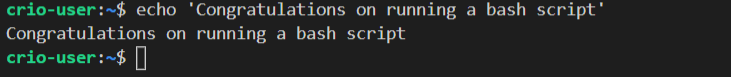 crio-user:~$ echo 'Congratulations on running a bash script'
Congratulations on running a bash script
crio-user:~$